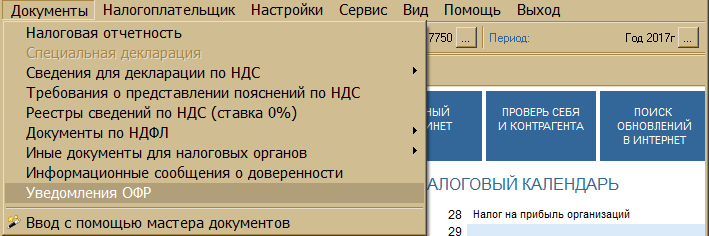 Документы Налогоплательщик Настройки Сервис Вид Помощь Выход
Налоговая отчетность
Специальная декларация
Сведения для декларации по НДС
Требования о представлении пояснений по НДС
Реестры сведений по НДС (ставка 0%)
Документы по НДФЛ
Иные документы для налоговых органов
Информационные сообщения о доверенности
Уведомления ОФР
Ввод с помощью мастера документов
7750 ... Период: Год 2017г ...
НЫЙ
ИНЕТ
ПРОВЕРЬ СЕБЯ
И КОНТРАГЕНТА
ПОИСК
ОБНОВЛЕНИЙ
В ИНТЕРНЕТ
АЛОГОВЫЙ КАЛЕНДАРЬ
28 Налог на прибыль организаций
29
30